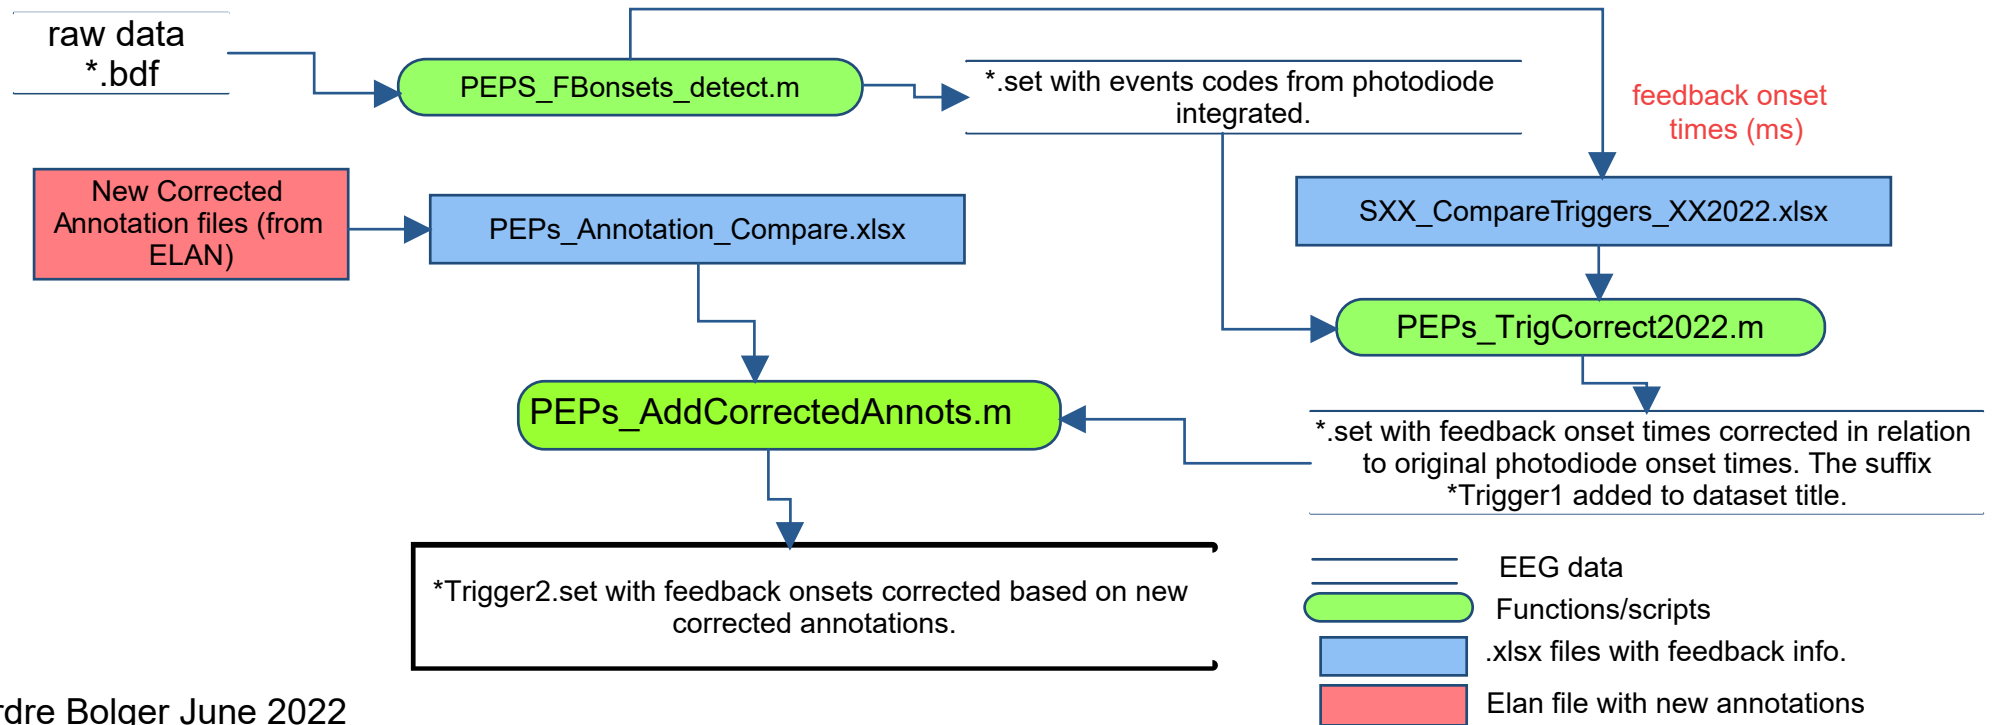 raw data
*.bdf
PEPS_FBonsets_detect.m
*.set with events codes from photodiode
integrated.
feedback onset
times (ms)
New Corrected
Annotation files (from
ELAN)
PEPs_Annotation_Compare.xlsx
SXX_CompareTriggers_XX2022.xlsx
PEPs_TrigCorrect2022.m
PEPs_AddCorrectedAnnots.m
*.set with feedback onset times corrected in relation
to original photodiode onset times. The suffix
*Trigger1 added to dataset title.
*Trigger2.set with feedback onsets corrected based on new
corrected annotations.
EEG data
Functions/scripts
.xlsx files with feedback info.
Elan file with new annotations
Bolger June 2022